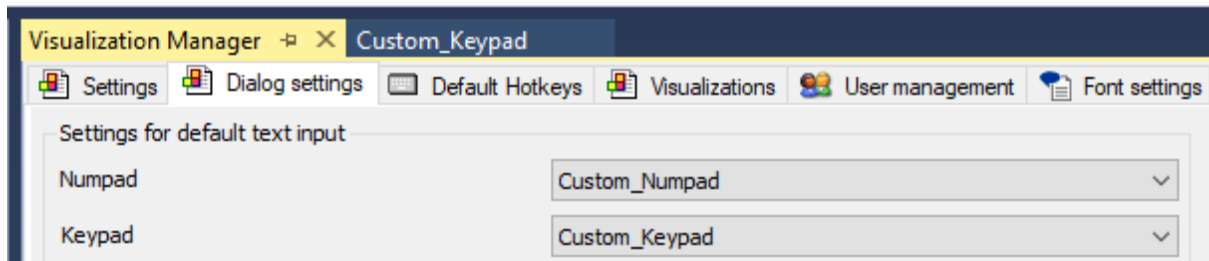 Visualization Manager Custom_Keypad
Settings Dialog settings Default Hotkeys Visualizations User management Font settings
Settings for default text input
Numpad Custom_Numpad
Keypad Custom_Keypad